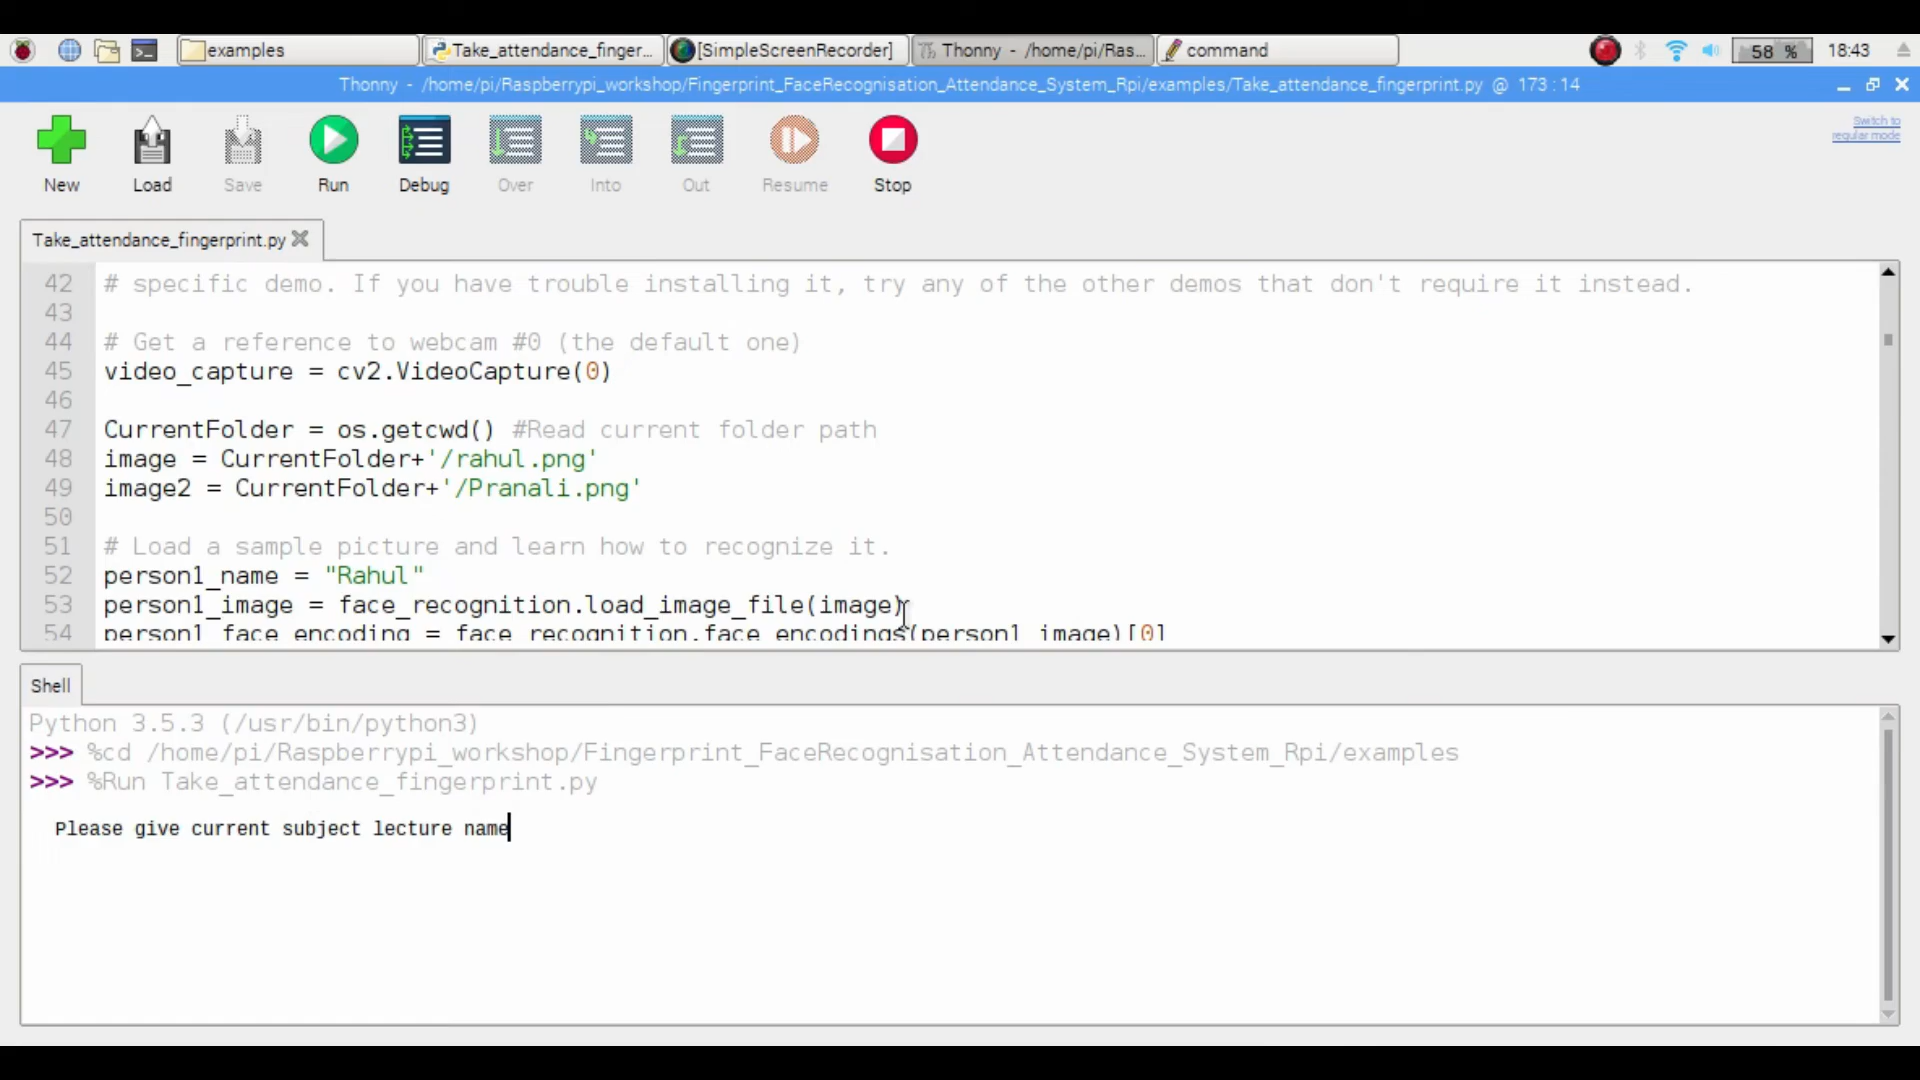 examples
Take_attendance_finger...
[SimpleScreenRecorder]
Thonny - /home/pi/Ras...
command
58 %
18:43
Thonny - /home/pi/Raspberrypi_workshop/Fingerprint_FaceRecognisation_Attendance_System_Rpi/examples/Take_attendance_fingerprint.py @ 173 : 14
Switch to
regular mode
New
Load
Save
Run
Debug
Over
Into
Out
Resume
Stop
Take_attendance_fingerprint.py
42 # specific demo. If you have trouble installing it, try any of the other demos that don't require it instead.
43
44 # Get a reference to webcam #0 (the default one)
45 video_capture = cv2.VideoCapture(0)
46
47 CurrentFolder = os.getcwd() #Read current folder path
48 image = CurrentFolder+'/rahul.png'
49 image2 = CurrentFolder+'/Pranali.png'
50
51 # Load a sample picture and learn how to recognize it.
52 person1_name = "Rahul"
53 person1_image = face_recognition.load_image_file(image)
54 person1_face_encoding = face_recognition.face_encodings(person1_image)[0]
Shell
Python 3.5.3 (/usr/bin/python3)
>>> %cd /home/pi/Raspberrypi_workshop/Fingerprint_FaceRecognisation_Attendance_System_Rpi/examples
>>> %Run Take_attendance_fingerprint.py
Please give current subject lecture name